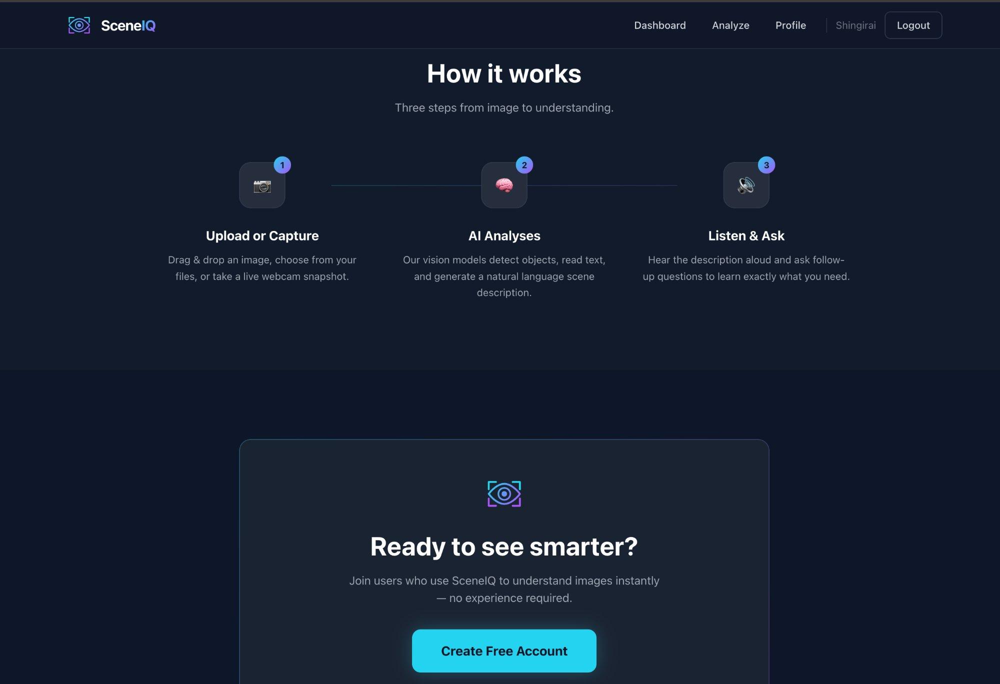 SceneIQ
Dashboard
Analyze
Profile
Shingirai
Logout
How it works
Three steps from image to understanding.
1
2
3
Upload or Capture
Drag & drop an image, choose from your
files, or take a live webcam snapshot.
AI Analyses
Our vision models detect objects, read text,
and generate a natural language scene
description.
Listen & Ask
Hear the description aloud and ask follow-
up questions to learn exactly what you need.
Ready to see smarter?
Join users who use SceneIQ to understand images instantly
— no experience required.
Create Free Account